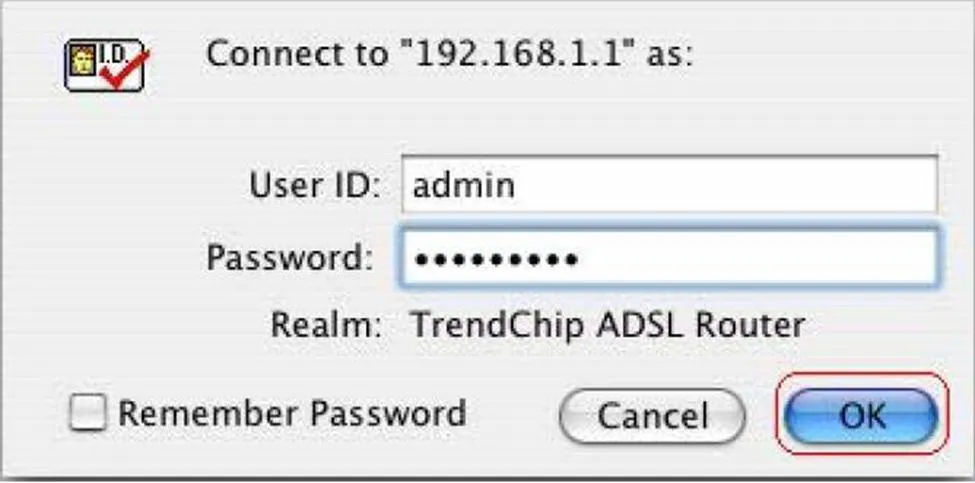 I.D.
Connect to "192.168.1.1" as:
User ID: admin
Password: •••••••••
Realm: TrendChip ADSL Router
Remember Password
Cancel
OK